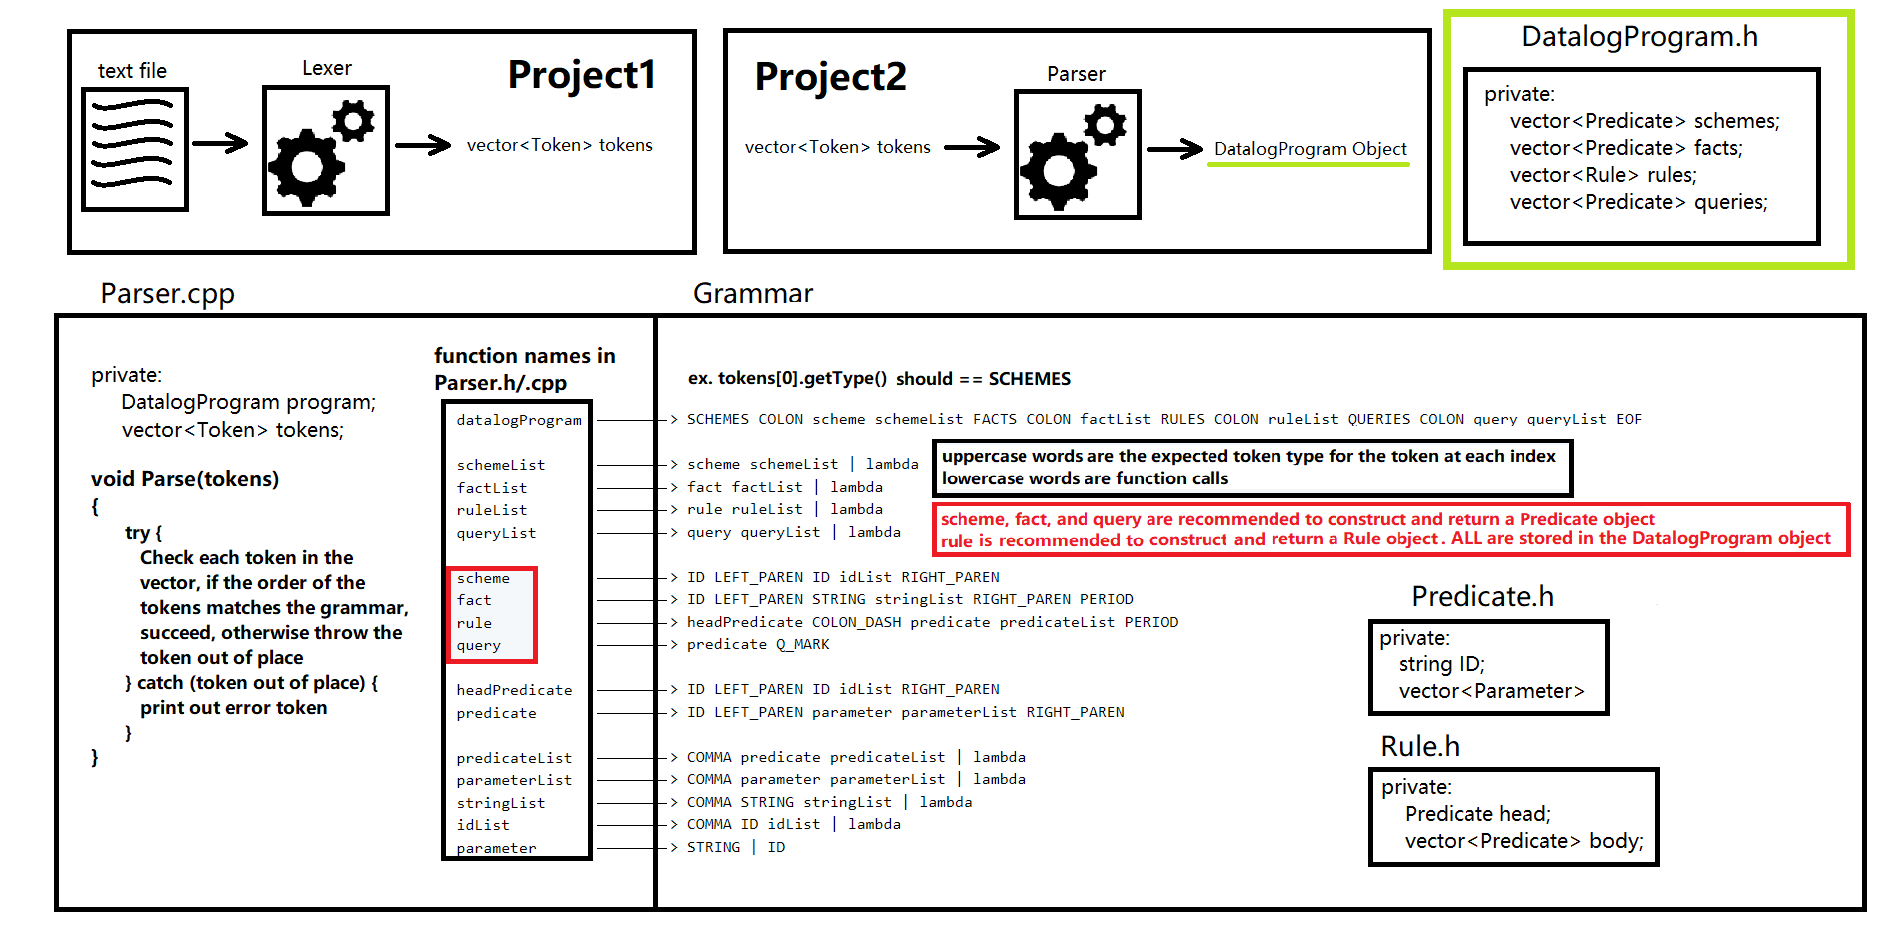 text file
Lexer
Project1
vector<Token> tokens
Project2
Parser
vector<Token> tokens
DatalogProgram Object
DatalogProgram.h
private:
vector<Predicate> schemes;
vector<Predicate> facts;
vector<Rule> rules;
vector<Predicate> queries;
Parser.cpp
private:
DatalogProgram program;
vector<Token> tokens;
void Parse(tokens)
{
try {
Check each token in the
vector, if the order of the
tokens matches the grammar,
succeed, otherwise throw the
token out of place
} catch (token out of place) {
print out error token
}
}
function names in
Parser.h/.cpp
Grammar
ex. tokens[0].getType() should == SCHEMES
datalogProgram -> SCHEMES COLON scheme schemeList FACTS COLON factList RULES COLON ruleList QUERIES COLON query queryList EOF
schemeList -> scheme schemeList | lambda
factList -> fact factList | lambda
ruleList -> rule ruleList | lambda
queryList -> query queryList | lambda
uppercase words are the expected token type for the token at each index
lowercase words are function calls
scheme, fact, and query are recommended to construct and return a Predicate object
rule is recommended to construct and return a Rule object. ALL are stored in the DatalogProgram object
scheme -> ID LEFT_PAREN ID idList RIGHT_PAREN
fact -> ID LEFT_PAREN STRING stringList RIGHT_PAREN PERIOD
rule -> headPredicate COLON_DASH predicate predicateList PERIOD
query -> predicate Q_MARK
headPredicate -> ID LEFT_PAREN ID idList RIGHT_PAREN
predicate -> ID LEFT_PAREN parameter parameterList RIGHT_PAREN
predicateList -> COMMA predicate predicateList | lambda
parameterList -> COMMA parameter parameterList | lambda
stringList -> COMMA STRING stringList | lambda
idList -> COMMA ID idList | lambda
parameter -> STRING | ID
Predicate.h
private:
string ID;
vector<Parameter>
Rule.h
private:
Predicate head;
vector<Predicate> body;